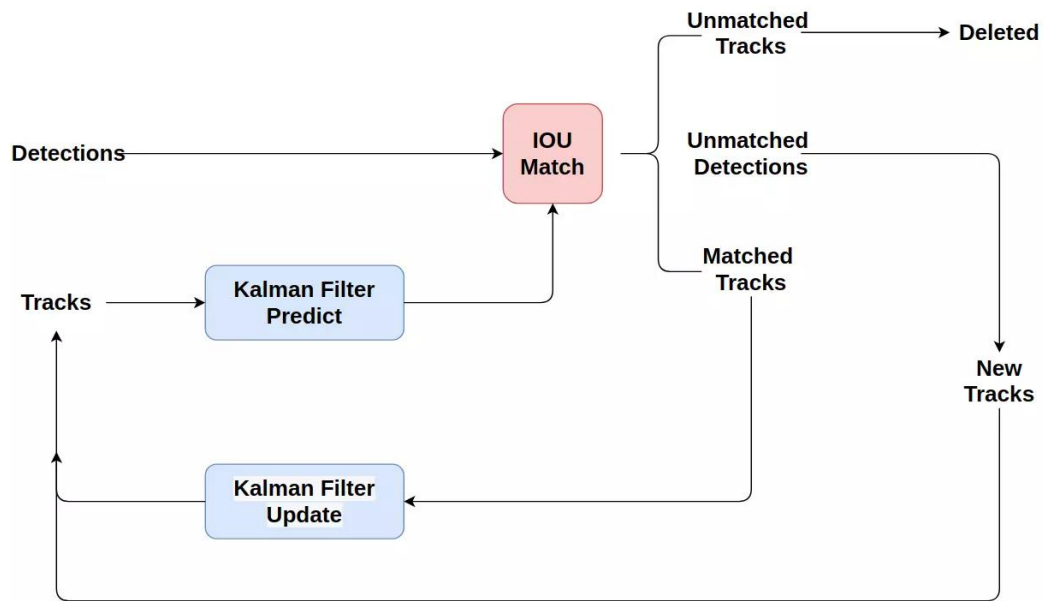 Unmatched
Tracks
Deleted
Detections
IOU
Match
Unmatched
Detections
Matched
Tracks
Tracks
Kalman Filter
Predict
New
Tracks
Kalman Filter
Update